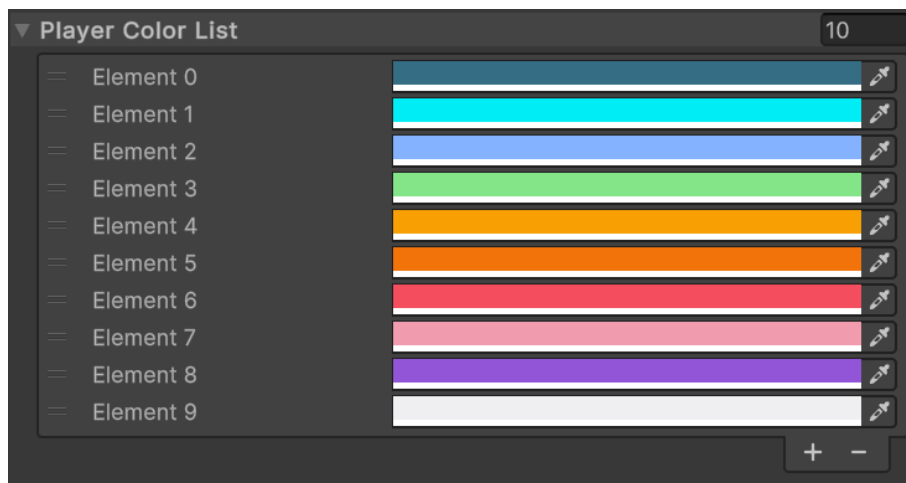 Player Color List 10
Element 0
Element 1
Element 2
Element 3
Element 4
Element 5
Element 6
Element 7
Element 8
Element 9
+ −